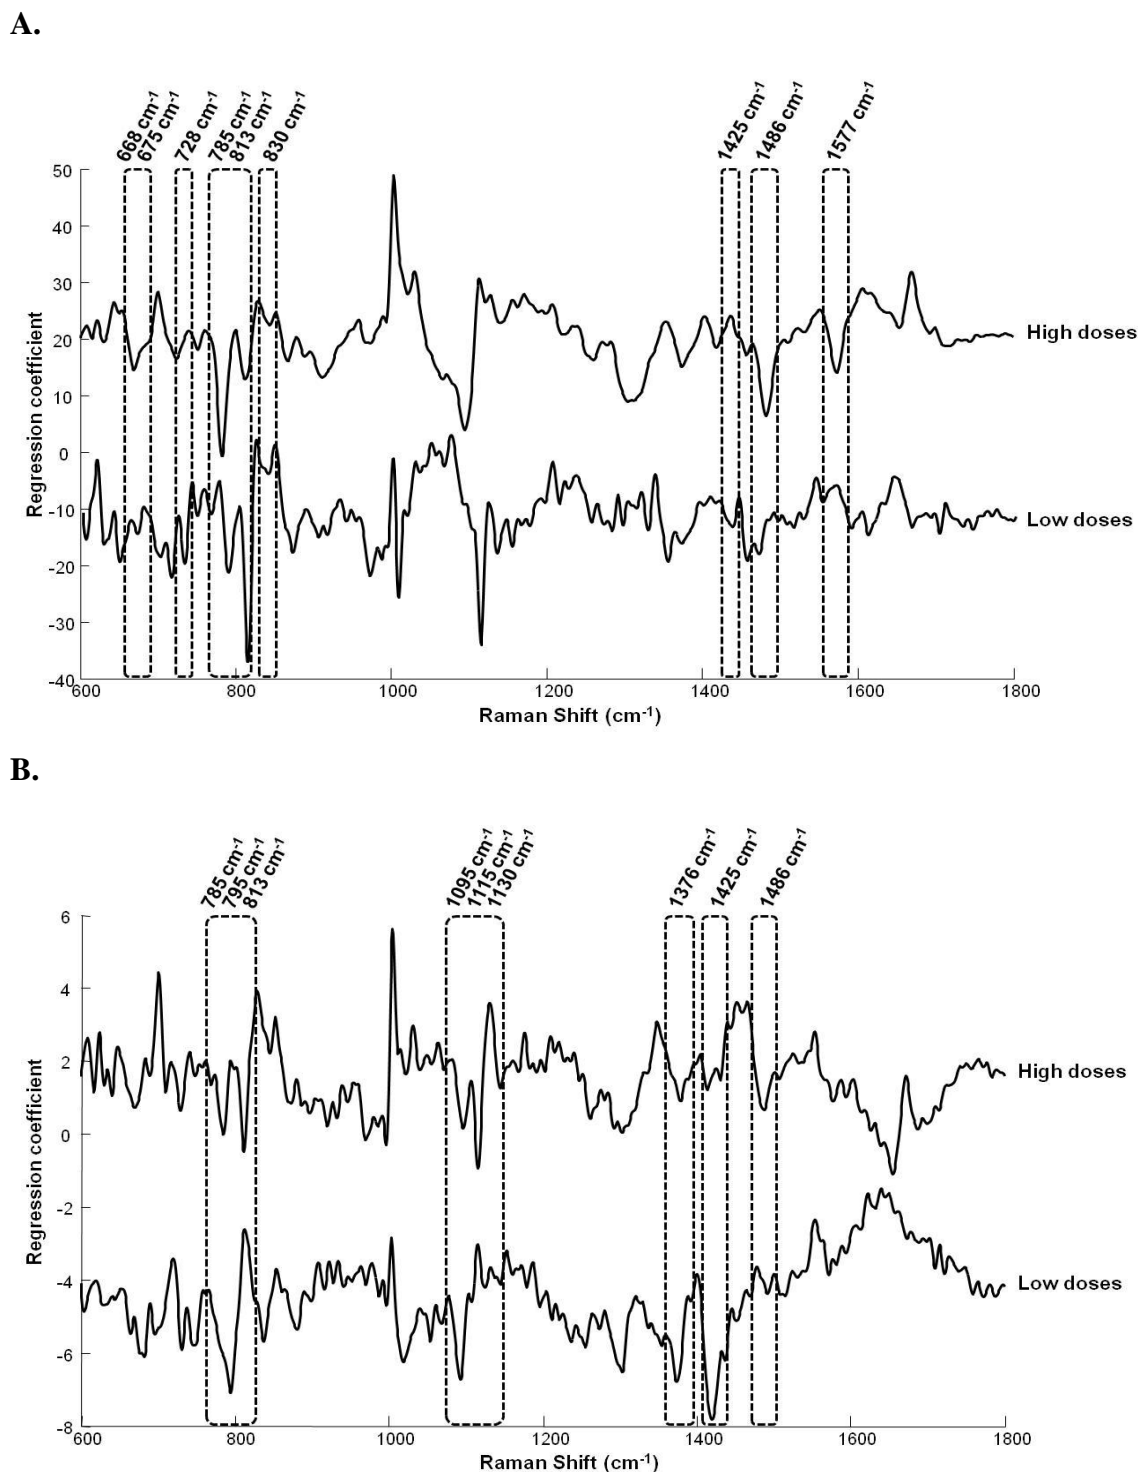 A.
668 cm-1
675 cm-1
728 cm-1
785 cm-1
813 cm-1
830 cm-1
1425 cm-1
1486 cm-1
1577 cm-1
50
40
30
20
10
0
-10
-20
-30
-40
Regression coefficient
High doses
Low doses
600
800
1000
1200
1400
1600
1800
Raman Shift (cm-1)
B.
785 cm-1
795 cm-1
813 cm-1
1095 cm-1
1115 cm-1
1130 cm-1
1376 cm-1
1425 cm-1
1486 cm-1
6
4
2
0
-2
-4
-6
-8
Regression coefficient
High doses
Low doses
600
800
1000
1200
1400
1600
1800
Raman Shift (cm-1)